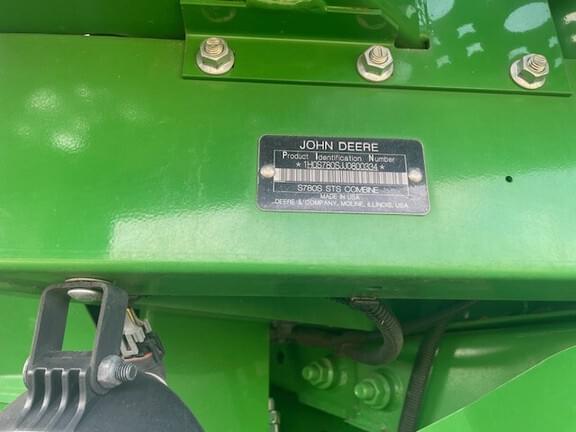 JOHN DEERE
Product Identification Number
*1H0S780SJJ0800334*
S780S STS COMBINE
MADE IN USA
DEERE & COMPANY, MOLINE, ILLINOIS, USA